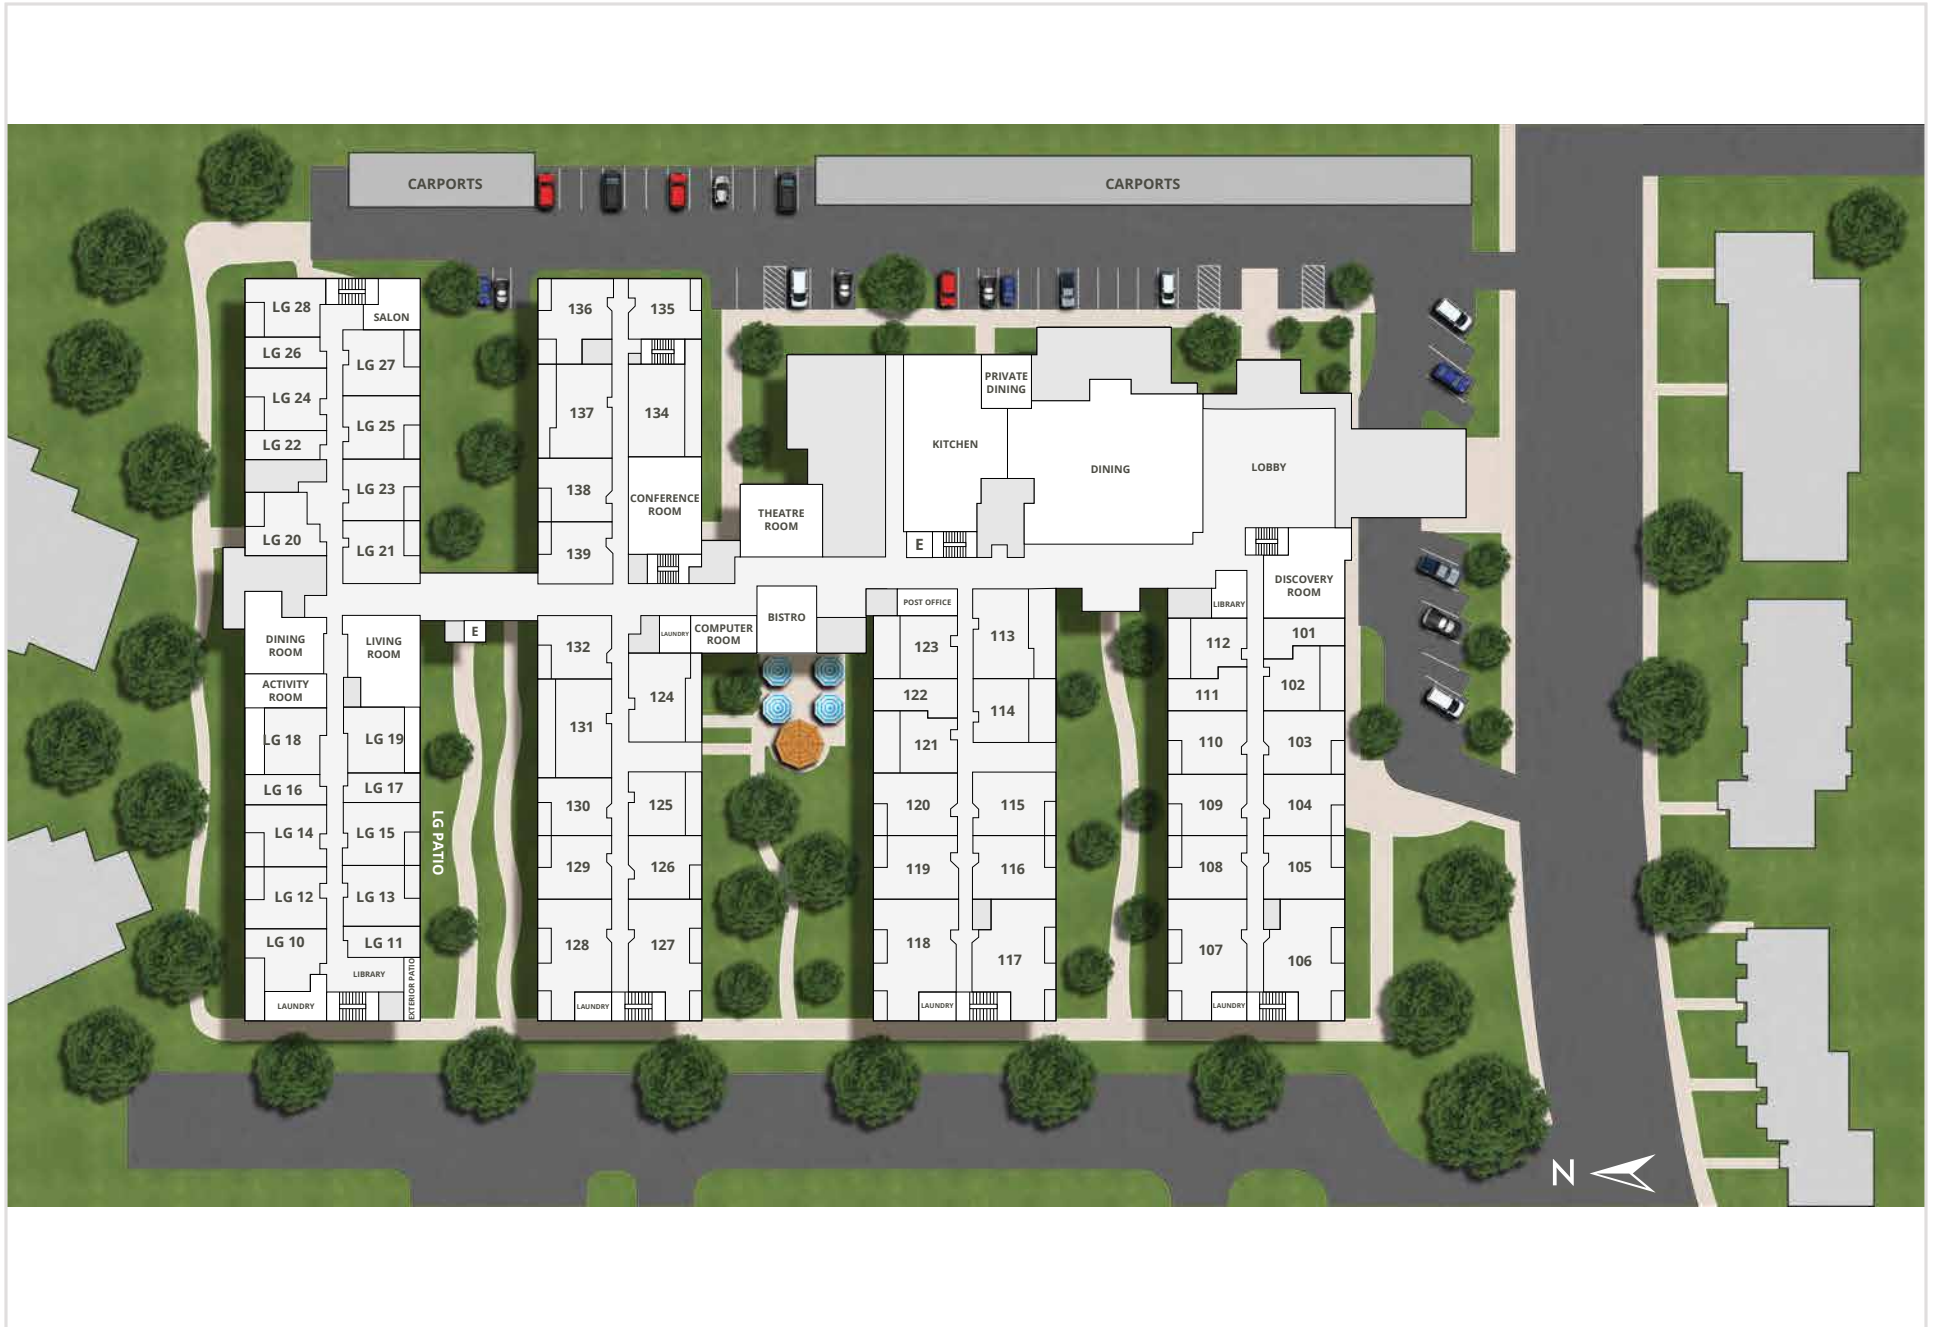 CARPORTS
CARPORTS
LG 28
SALON
LG 26
LG 27
LG 24
LG 25
LG 22
LG 23
LG 20
LG 21
DINING
ROOM
LIVING
ROOM
ACTIVITY
ROOM
LG 18
LG 19
LG 16
LG 17
LG 14
LG 15
LG 12
LG 13
LG 10
LG 11
LIBRARY
LAUNDRY
EXTERIOR PATIO
LG PATIO
E
136
135
137
134
138
CONFERENCE
ROOM
139
132
LAUNDRY
COMPUTER
ROOM
124
131
130
125
129
126
128
127
LAUNDRY
THEATRE
ROOM
BISTRO
KITCHEN
PRIVATE
DINING
DINING
LOBBY
E
POST OFFICE
113
123
122
114
121
120
115
119
116
118
117
LAUNDRY
DISCOVERY
ROOM
LIBRARY
101
112
102
111
110
103
109
104
108
105
107
106
LAUNDRY
N